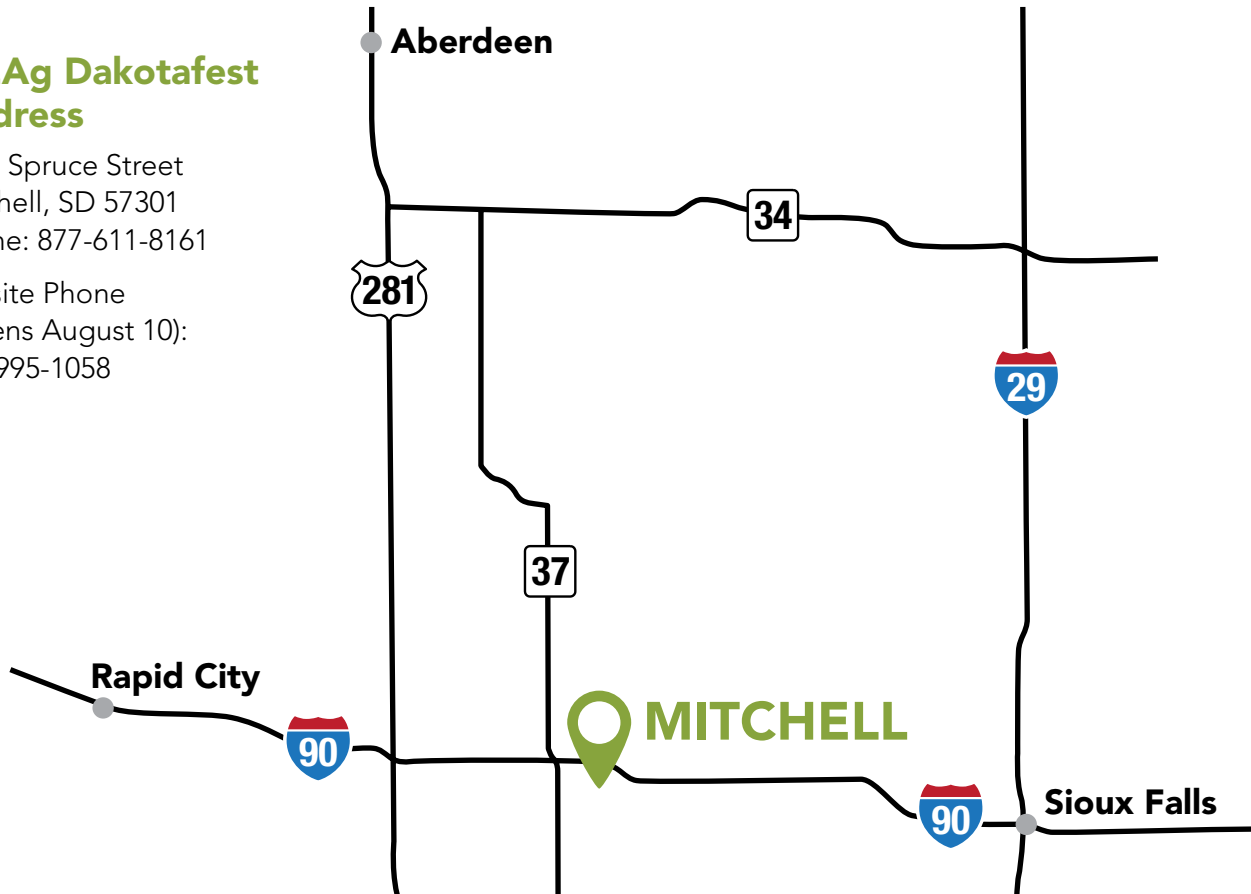 Ag Dakotafest
dress
Spruce Street
hell, SD 57301
ne: 877-611-8161
site Phone
ens August 10):
995-1058
Aberdeen
34
281
29
37
Rapid City
90
MITCHELL
90
Sioux Falls